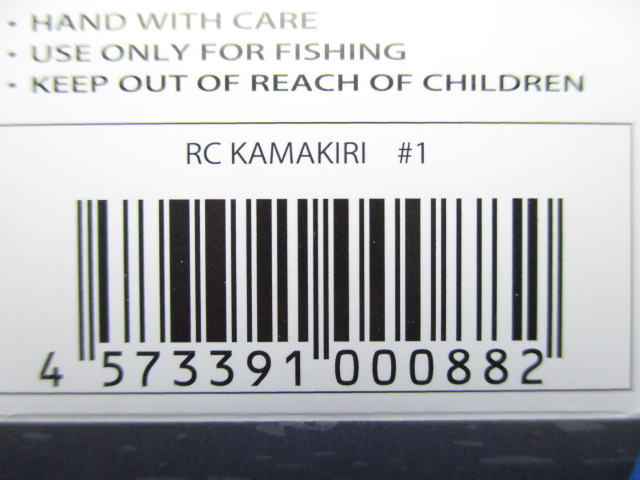 • HAND WITH CARE
• USE ONLY FOR FISHING
• KEEP OUT OF REACH OF CHILDREN
RC KAMAKIRI #1
4 573391 000882